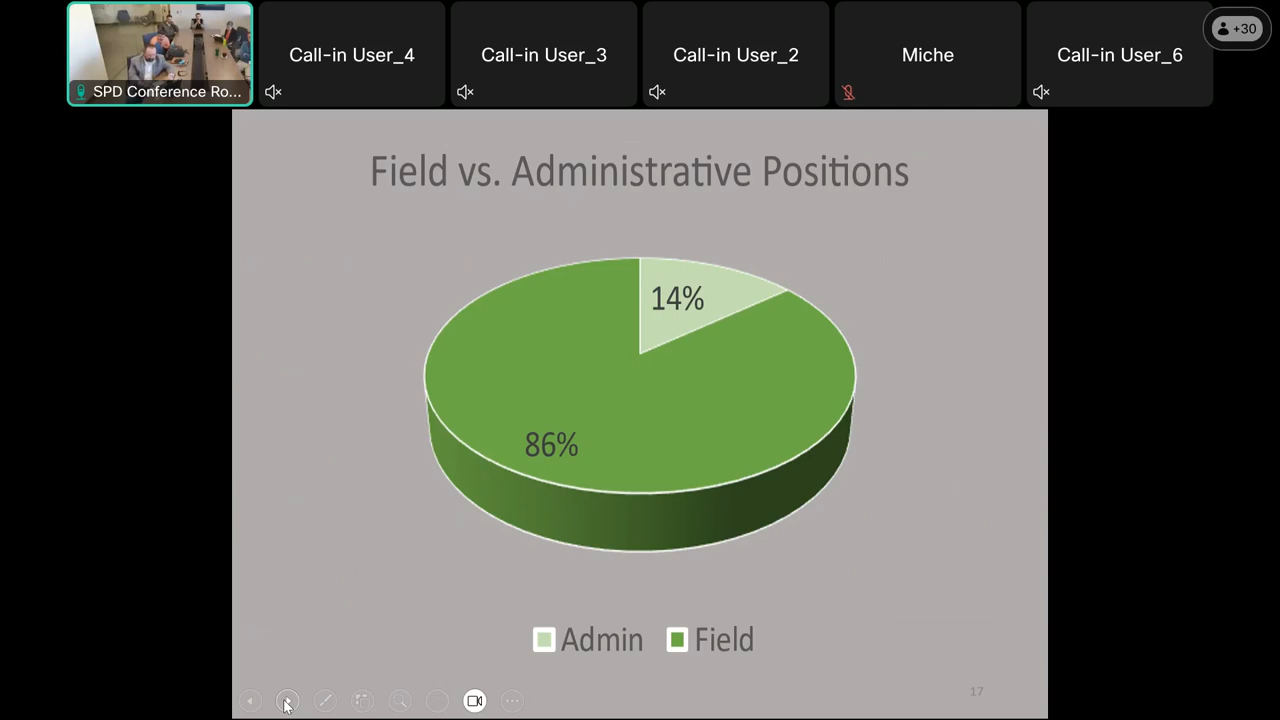 SPD Conference Ro...
Call-in User_4
Call-in User_3
Call-in User_2
Miche
Call-in User_6
+30
Field vs. Administrative Positions
14%
86%
Admin
Field
17